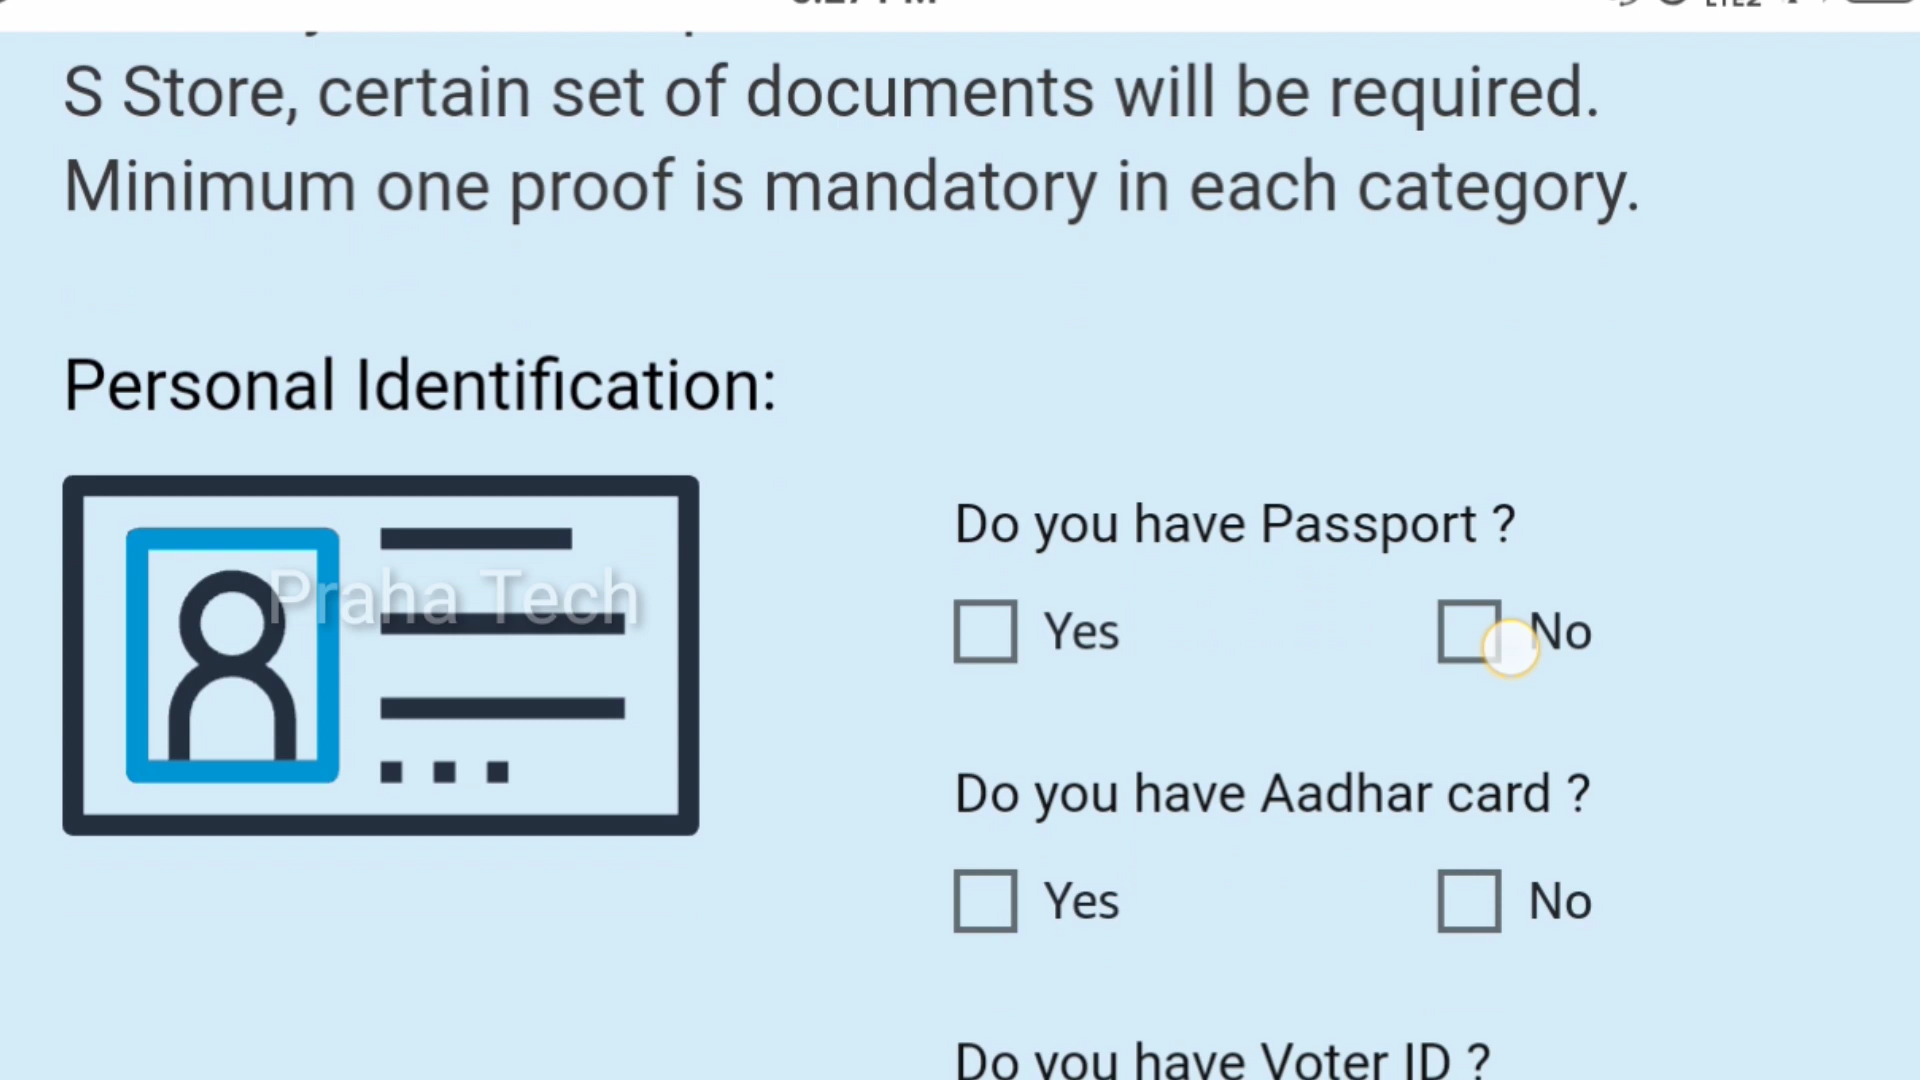 S Store, certain set of documents will be required.
Minimum one proof is mandatory in each category.
Personal Identification:
Praha Tech
Do you have Passport ?
Yes No
Do you have Aadhar card ?
Yes No
Do you have Voter ID ?